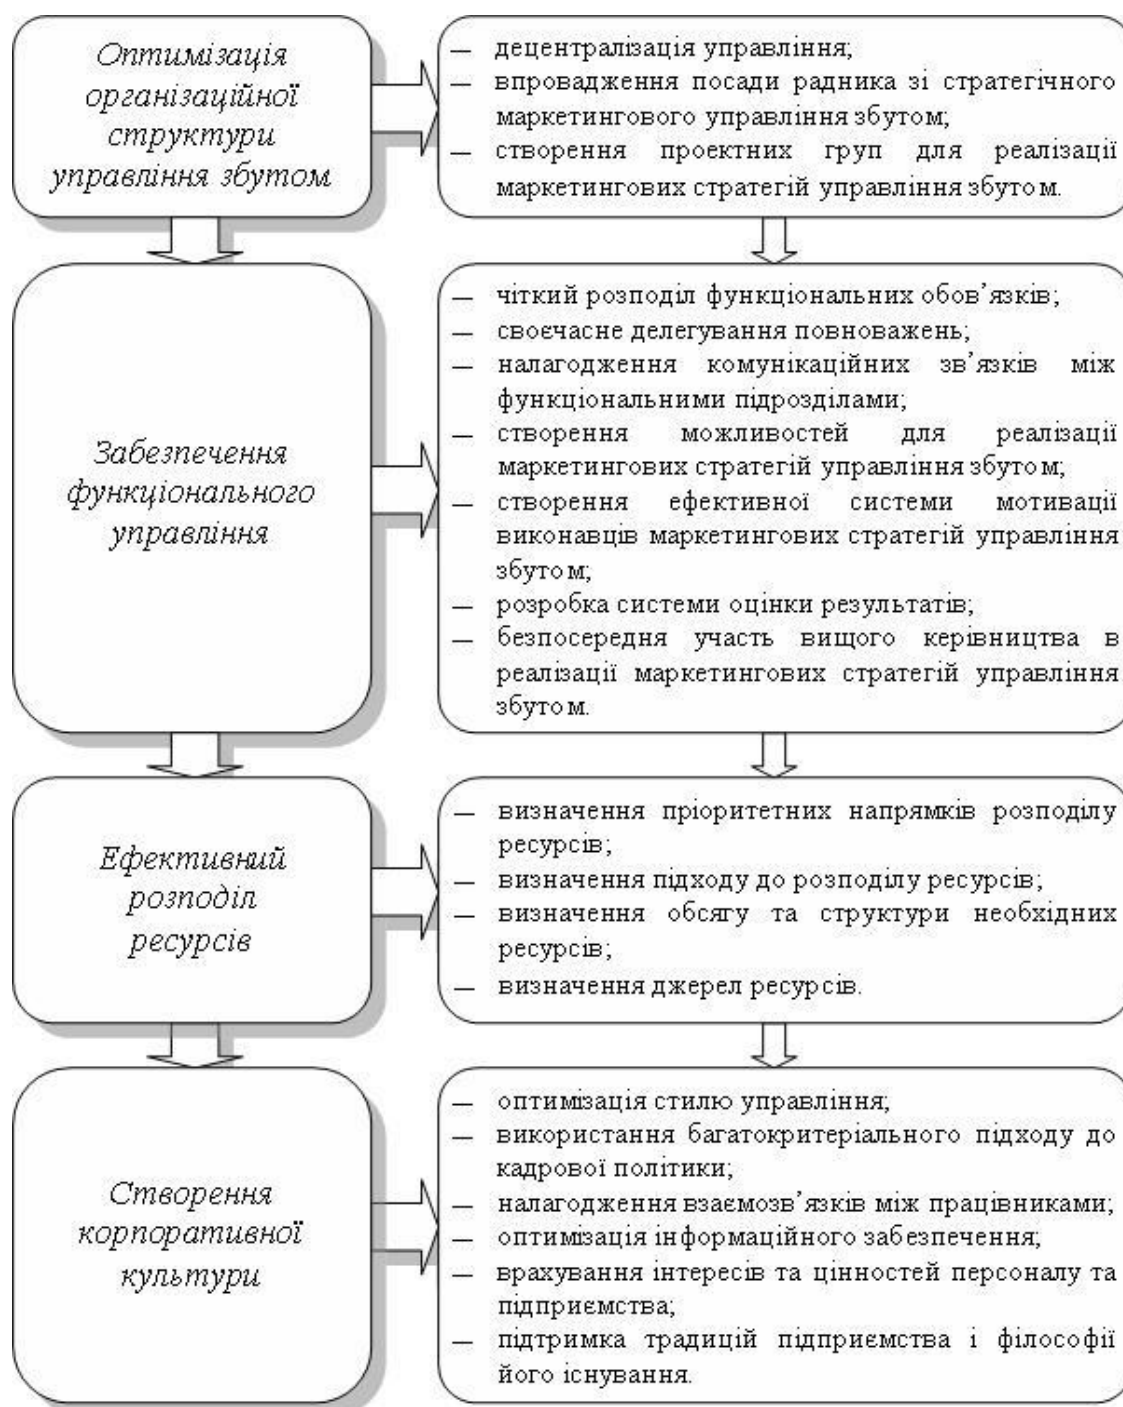 Оптимізація
організаційної
структури
управління збутом
— децентралізація управління;
— впровадження посади радника зі стратегічного
маркетингового управління збутом;
— створення проектних груп для реалізації
маркетингових стратегій управління збутом.
Забезпечення
функціонального
управління
— чіткий розподіл функціональних обов’язків;
— своєчасне делегування повноважень;
— налагодження комунікаційних зв’язків між
функціональними підрозділами;
— створення можливостей для реалізації
маркетингових стратегій управління збутом;
— створення ефективної системи мотивації
виконавців маркетингових стратегій управління
збутом;
— розробка системи оцінки результатів;
— безпосередня участь вищого керівництва в
реалізації маркетингових стратегій управління
збутом.
Ефективний
розподіл
ресурсів
— визначення пріоритетних напрямків розподілу
ресурсів;
— визначення підходу до розподілу ресурсів;
— визначення обсягу та структури необхідних
ресурсів;
— визначення джерел ресурсів.
Створення
корпоративної
культури
— оптимізація стилю управління;
— використання багатокритеріального підходу до
кадрової політики;
— налагодження взаємозв’язків між працівниками;
— оптимізація інформаційного забезпечення;
— врахування інтересів та цінностей персоналу та
підприємства;
— підтримка традицій підприємства і філософії
його існування.